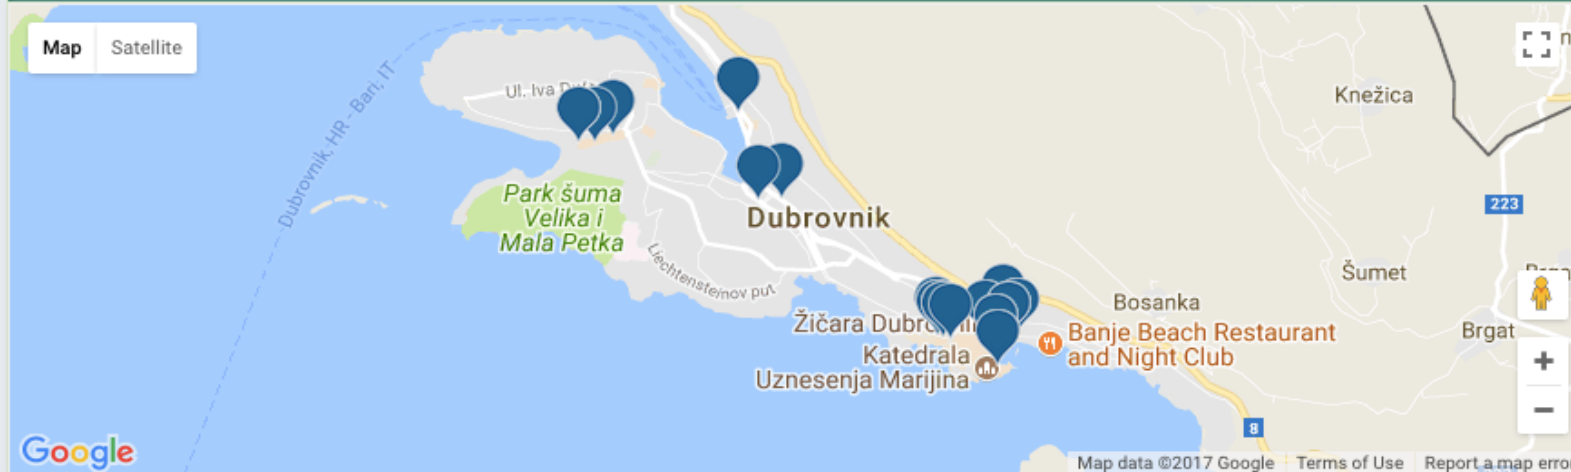 Map Satellite
Dubrovnik, HR - Bari, IT
Ul. Iva
Knežica
223
Park šuma
Velika i
Mala Petka
Dubrovnik
Liechtensteinov put
Šumet
Bosanka
Brgat
Žičara
Banje Beach Restaurant
and Night Club
Katedrala
Uznesenja Marijina
8
Google
Map data ©2017 Google Terms of Use Report a map